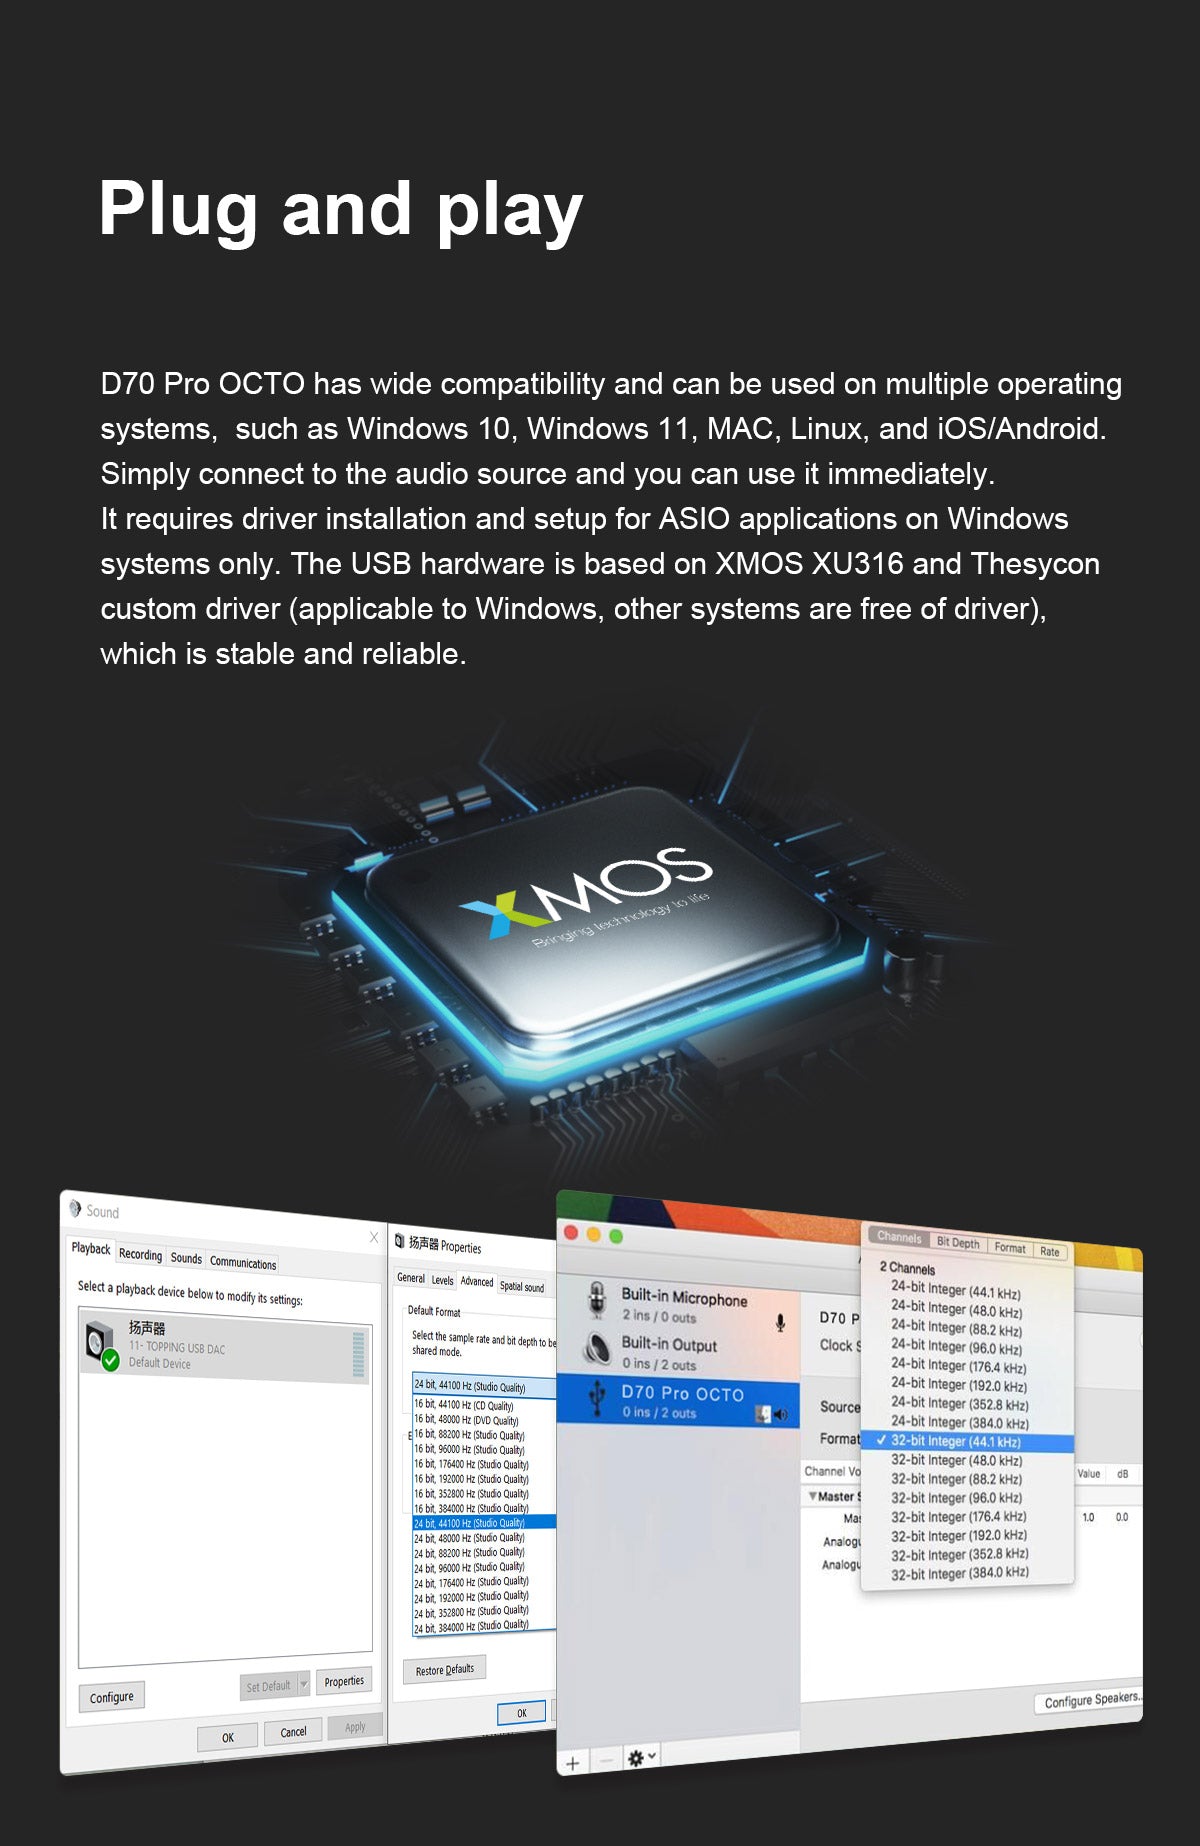 Plug and play
D70 Pro OCTO has wide compatibility and can be used on multiple operating
systems, such as Windows 10, Windows 11, MAC, Linux, and iOS/Android.
Simply connect to the audio source and you can use it immediately.
It requires driver installation and setup for ASIO applications on Windows
systems only. The USB hardware is based on XMOS XU316 and Thesycon
custom driver (applicable to Windows, other systems are free of driver),
which is stable and reliable.
XMOS
Bringing technology to life
Sound
Playback Recording Sounds Communications
Select a playback device below to modify its settings:
扬声器
11- TOPPING USB DAC
Default Device
Configure
Set Default
Properties
OK
Cancel
Apply
扬声器 Properties
General Levels Advanced Spatial sound
Default Format
Select the sample rate and bit depth to be
shared mode.
24 bit, 44100 Hz (Studio Quality)
16 bit, 44100 Hz (CD Quality)
16 bit, 48000 Hz (DVD Quality)
16 bit, 88200 Hz (Studio Quality)
16 bit, 96000 Hz (Studio Quality)
16 bit, 176400 Hz (Studio Quality)
16 bit, 192000 Hz (Studio Quality)
16 bit, 352800 Hz (Studio Quality)
16 bit, 384000 Hz (Studio Quality)
24 bit, 44100 Hz (Studio Quality)
24 bit, 48000 Hz (Studio Quality)
24 bit, 88200 Hz (Studio Quality)
24 bit, 96000 Hz (Studio Quality)
24 bit, 176400 Hz (Studio Quality)
24 bit, 192000 Hz (Studio Quality)
24 bit, 352800 Hz (Studio Quality)
24 bit, 384000 Hz (Studio Quality)
Restore Defaults
OK
Built-in Microphone
2 ins / 0 outs
Built-in Output
0 ins / 2 outs
D70 Pro OCTO
0 ins / 2 outs
D70 P
Clock S
Source
Format
Channel Vo
Master S
Mas
Analogu
Analogu
Channels Bit Depth Format Rate
2 Channels
24-bit Integer (44.1 kHz)
24-bit Integer (48.0 kHz)
24-bit Integer (88.2 kHz)
24-bit Integer (96.0 kHz)
24-bit Integer (176.4 kHz)
24-bit Integer (192.0 kHz)
24-bit Integer (352.8 kHz)
24-bit Integer (384.0 kHz)
✓ 32-bit Integer (44.1 kHz)
32-bit Integer (48.0 kHz)
32-bit Integer (88.2 kHz)
32-bit Integer (96.0 kHz)
32-bit Integer (176.4 kHz)
32-bit Integer (192.0 kHz)
32-bit Integer (352.8 kHz)
32-bit Integer (384.0 kHz)
Value dB
1.0 0.0
Configure Speakers..